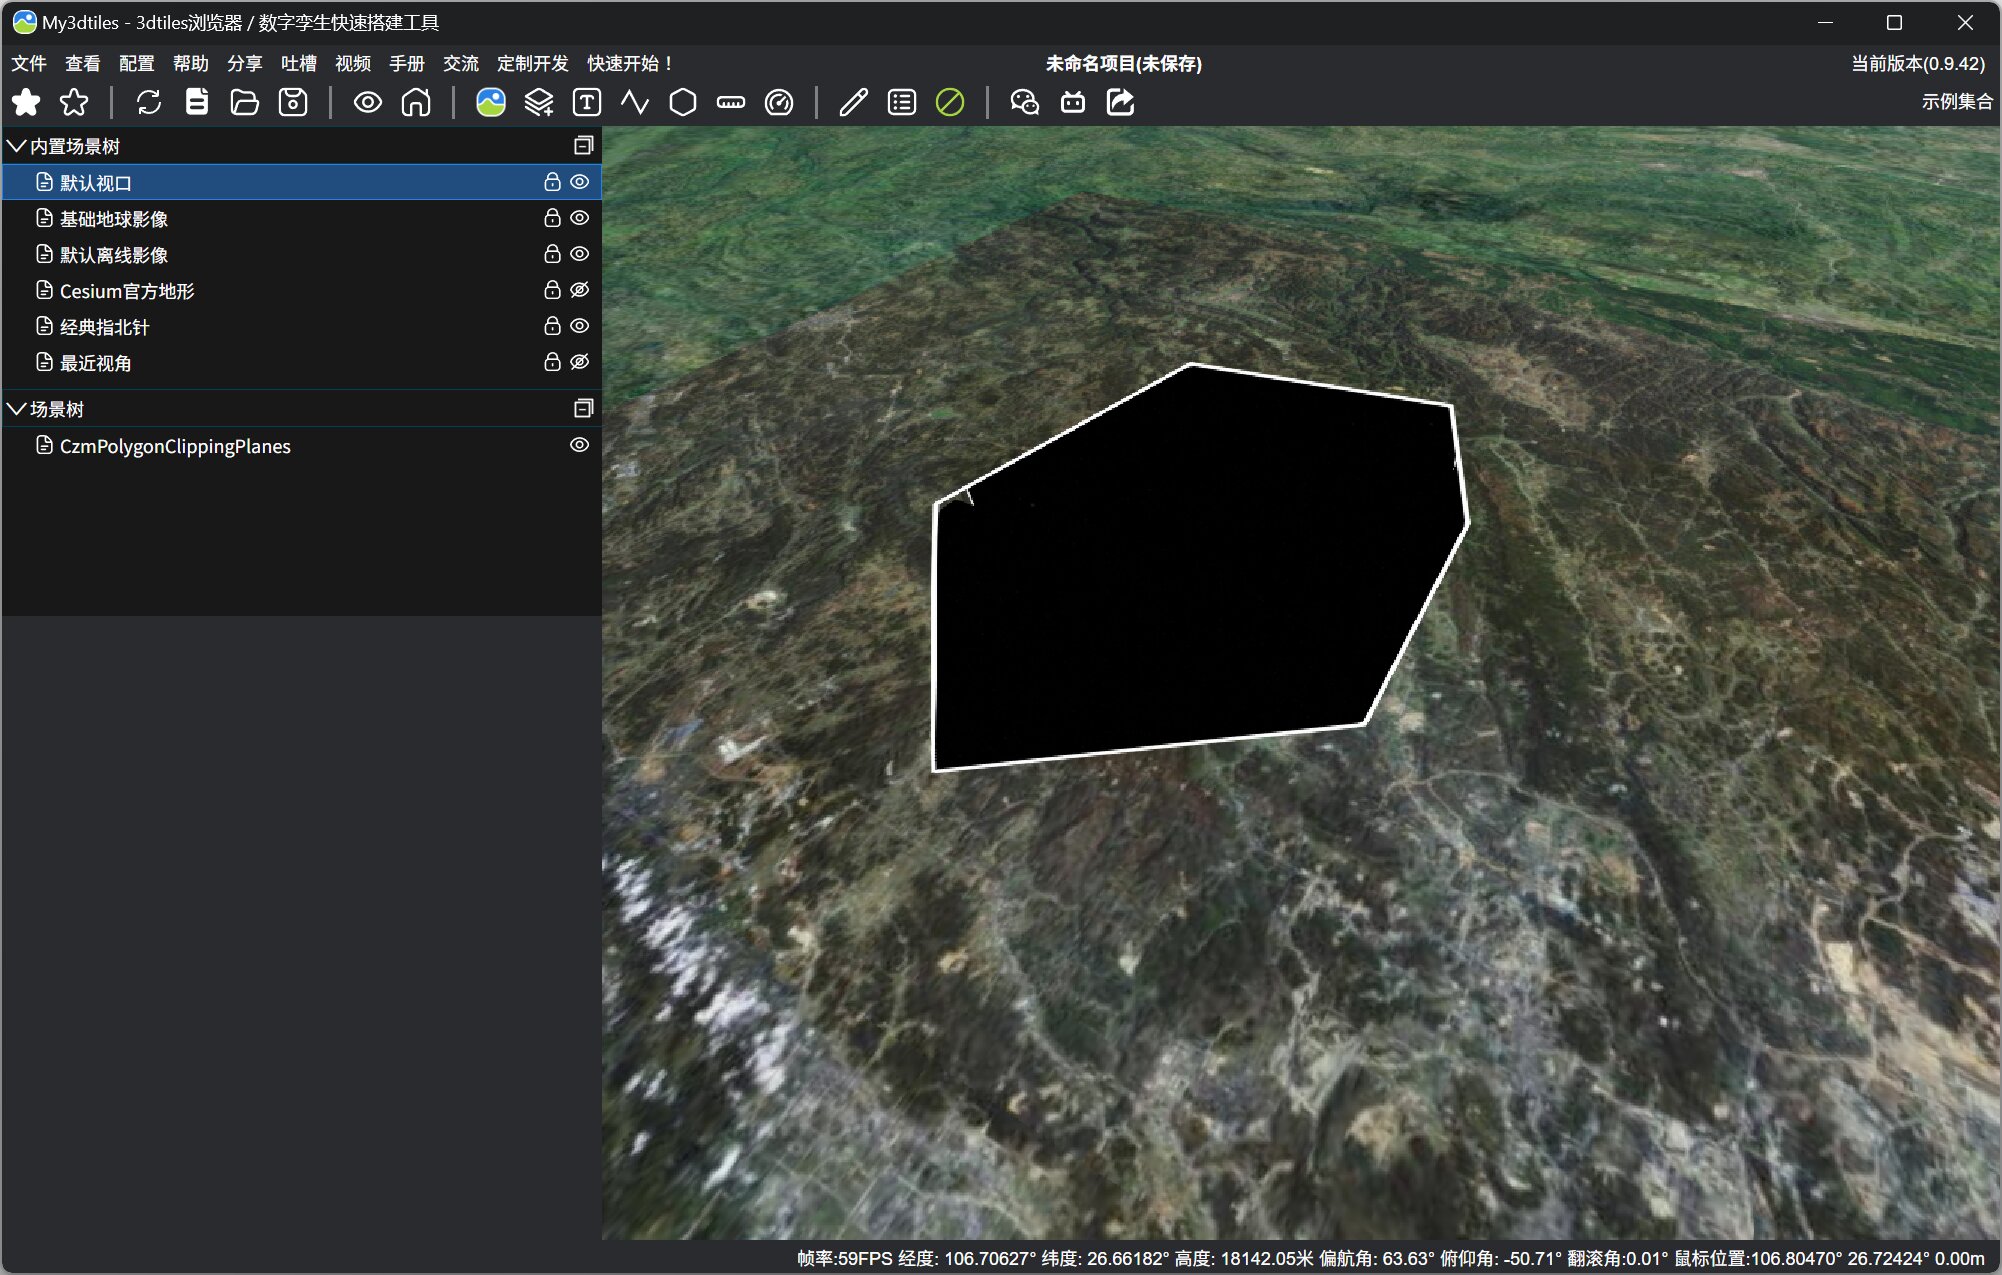 My3dtiles - 3dtiles浏览器 / 数字孪生快速搭建工具
文件 查看 配置 帮助 分享 吐槽 视频 手册 交流 定制开发 快速开始！ 未命名项目(未保存) 当前版本(0.9.42)
示例集合
内置场景树
默认视口
基础地球影像
默认离线影像
Cesium官方地形
经典指北针
最近视角
场景树
CzmPolygonClippingPlanes
帧率:59FPS 经度: 106.70627° 纬度: 26.66182° 高度: 18142.05米 偏航角: 63.63° 俯仰角: -50.71° 翻滚角:0.01° 鼠标位置:106.80470° 26.72424° 0.00m